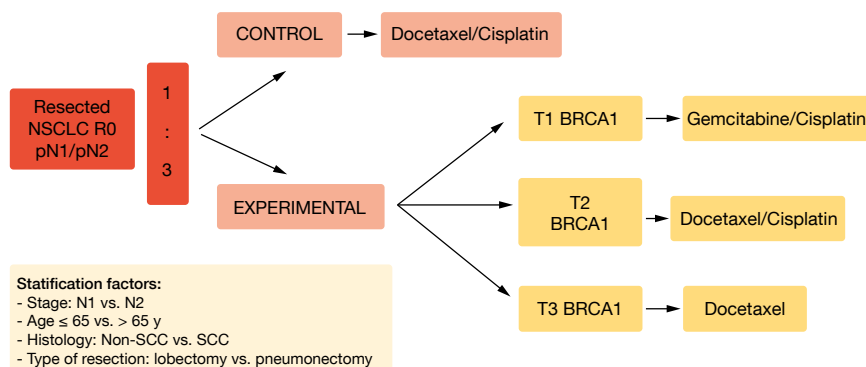 CONTROL
Docetaxel/Cisplatin
Resected
NSCLC R0
pN1/pN2
1
:
3
EXPERIMENTAL
T1 BRCA1
Gemcitabine/Cisplatin
T2
BRCA1
Docetaxel/Cisplatin
T3 BRCA1
Docetaxel
Statification factors:
- Stage: N1 vs. N2
- Age ≤ 65 vs. > 65 y
- Histology: Non-SCC vs. SCC
- Type of resection: lobectomy vs. pneumonectomy